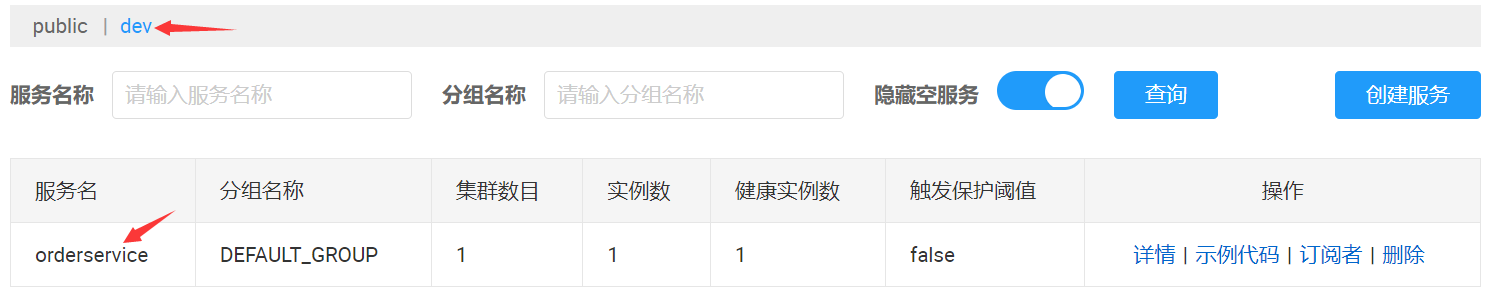 public | dev
服务名称 请输入服务名称 分组名称 请输入分组名称 隐藏空服务 查询 创建服务
服务名 分组名称 集群数目 实例数 健康实例数 触发保护阈值 操作
orderservice DEFAULT_GROUP 1 1 1 false 详情 | 示例代码 | 订阅者 | 删除